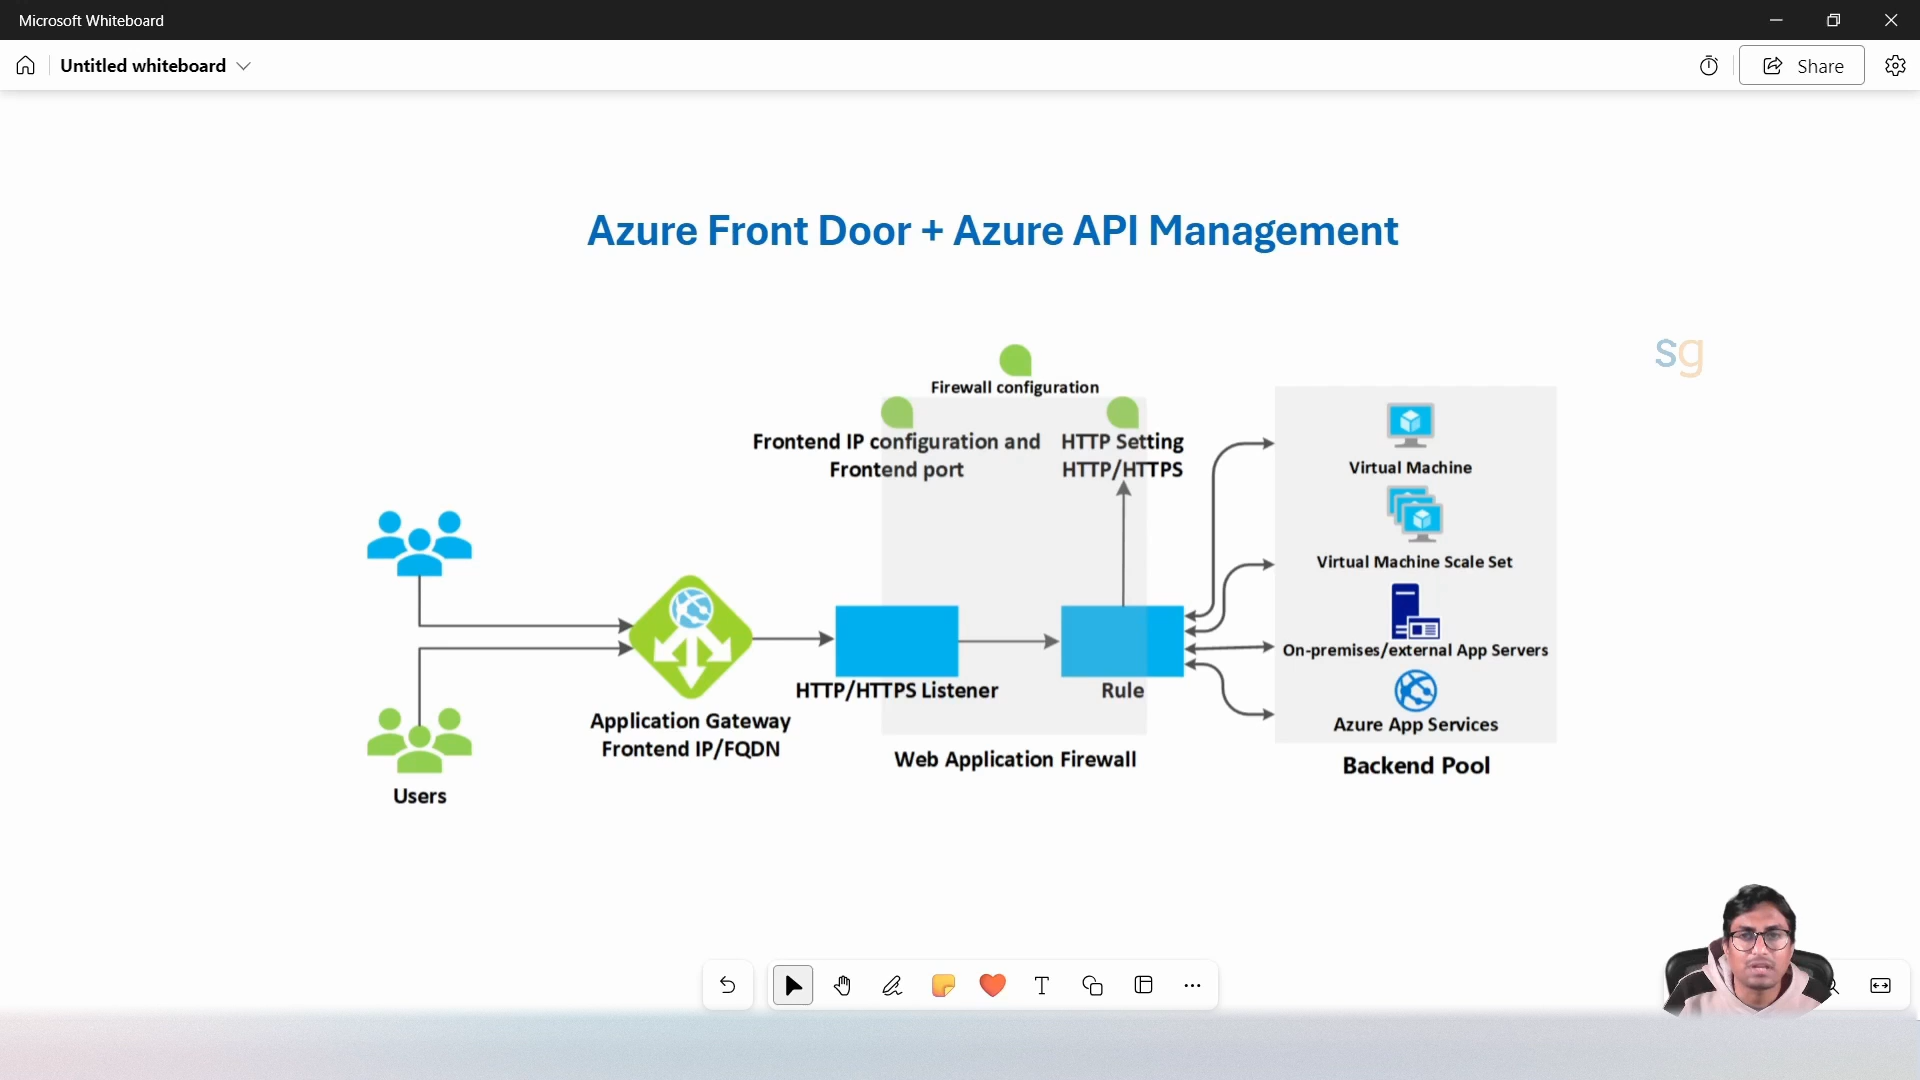 Microsoft Whiteboard
Untitled whiteboard
Share
Azure Front Door + Azure API Management
sg
Firewall configuration
Frontend IP configuration and
Frontend port
HTTP Setting
HTTP/HTTPS
Virtual Machine
Virtual Machine Scale Set
On-premises/external App Servers
Azure App Services
Backend Pool
HTTP/HTTPS Listener
Rule
Application Gateway
Frontend IP/FQDN
Web Application Firewall
Users